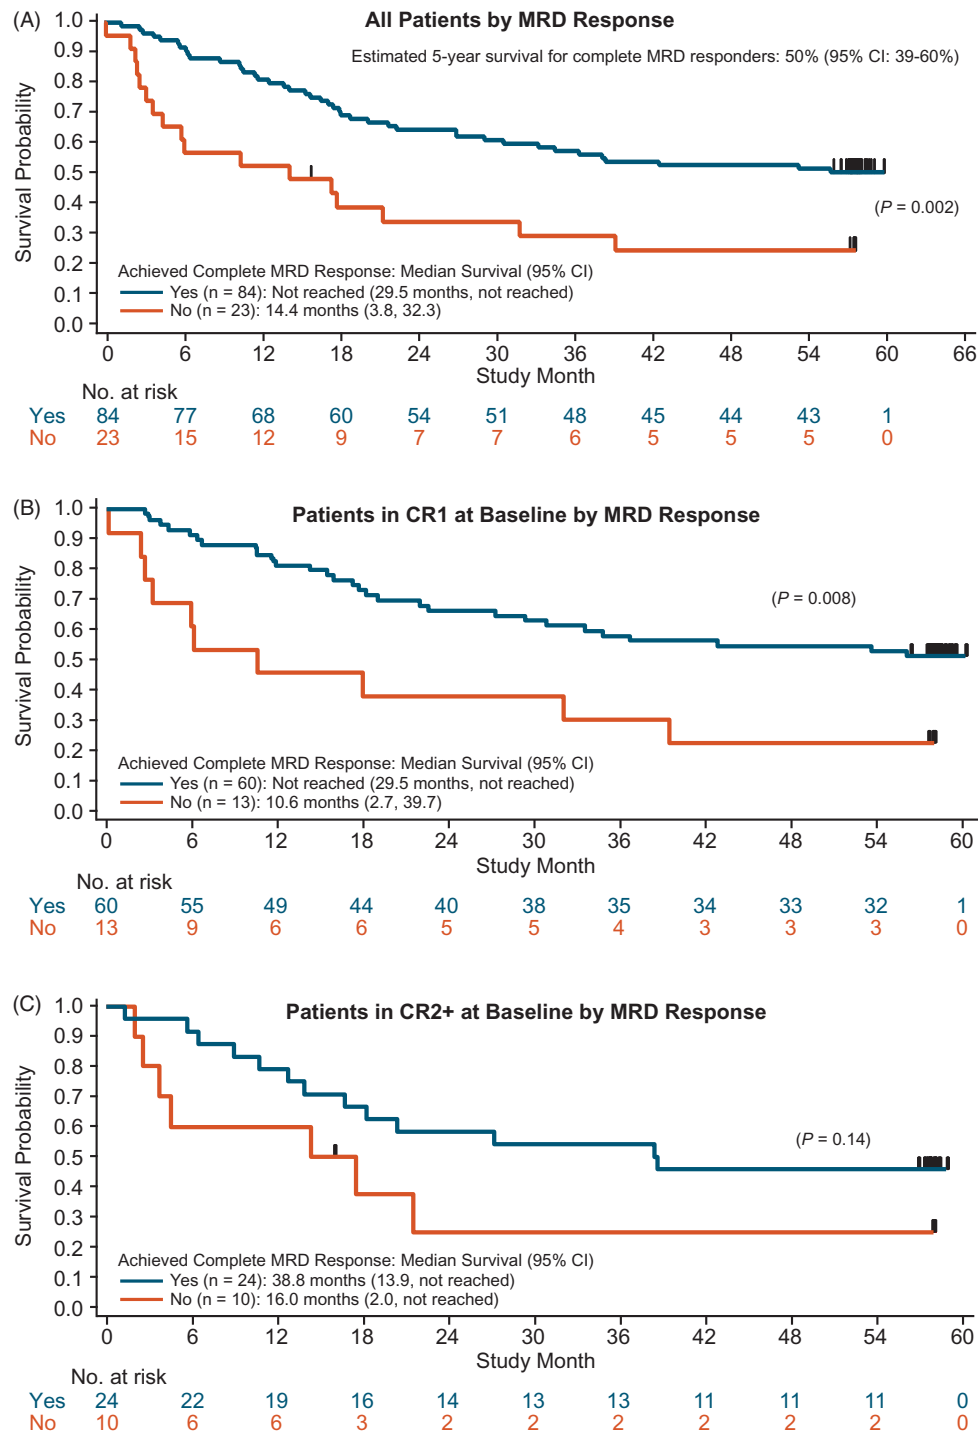 (A)
All Patients by MRD Response
Estimated 5-year survival for complete MRD responders: 50% (95% CI: 39-60%)
Survival Probability
1.0
0.9
0.8
0.7
0.6
0.5
0.4
0.3
0.2
0.1
0.0
(P = 0.002)
Achieved Complete MRD Response: Median Survival (95% CI)
Yes (n = 84): Not reached (29.5 months, not reached)
No (n = 23): 14.4 months (3.8, 32.3)
0 6 12 18 24 30 36 42 48 54 60 66
Study Month
No. at risk
Yes 84 77 68 60 54 51 48 45 44 43 1
No 23 15 12 9 7 7 6 5 5 5 0
(B)
Patients in CR1 at Baseline by MRD Response
Survival Probability
1.0
0.9
0.8
0.7
0.6
0.5
0.4
0.3
0.2
0.1
0.0
(P = 0.008)
Achieved Complete MRD Response: Median Survival (95% CI)
Yes (n = 60): Not reached (29.5 months, not reached)
No (n = 13): 10.6 months (2.7, 39.7)
0 6 12 18 24 30 36 42 48 54 60
Study Month
No. at risk
Yes 60 55 49 44 40 38 35 34 33 32 1
No 13 9 6 6 5 5 4 3 3 3 0
(C)
Patients in CR2+ at Baseline by MRD Response
Survival Probability
1.0
0.9
0.8
0.7
0.6
0.5
0.4
0.3
0.2
0.1
0.0
(P = 0.14)
Achieved Complete MRD Response: Median Survival (95% CI)
Yes (n = 24): 38.8 months (13.9, not reached)
No (n = 10): 16.0 months (2.0, not reached)
0 6 12 18 24 30 36 42 48 54 60
Study Month
No. at risk
Yes 24 22 19 16 14 13 13 11 11 11 0
No 10 6 6 3 2 2 2 2 2 2 0